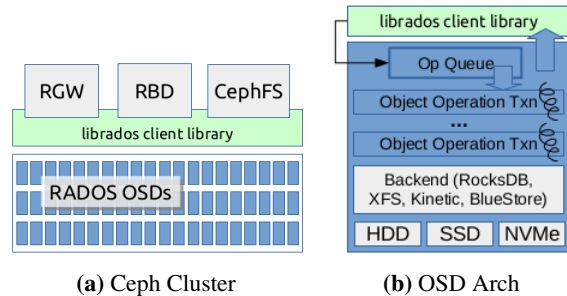 RGW
RBD
CephFS
librados client library
RADOS OSDs
(a) Ceph Cluster
librados client library
Op Queue
Object Operation Txn
...
Object Operation Txn
Backend (RocksDB,
XFS, Kinetic, BlueStore)
HDD
SSD
NVMe
(b) OSD Arch